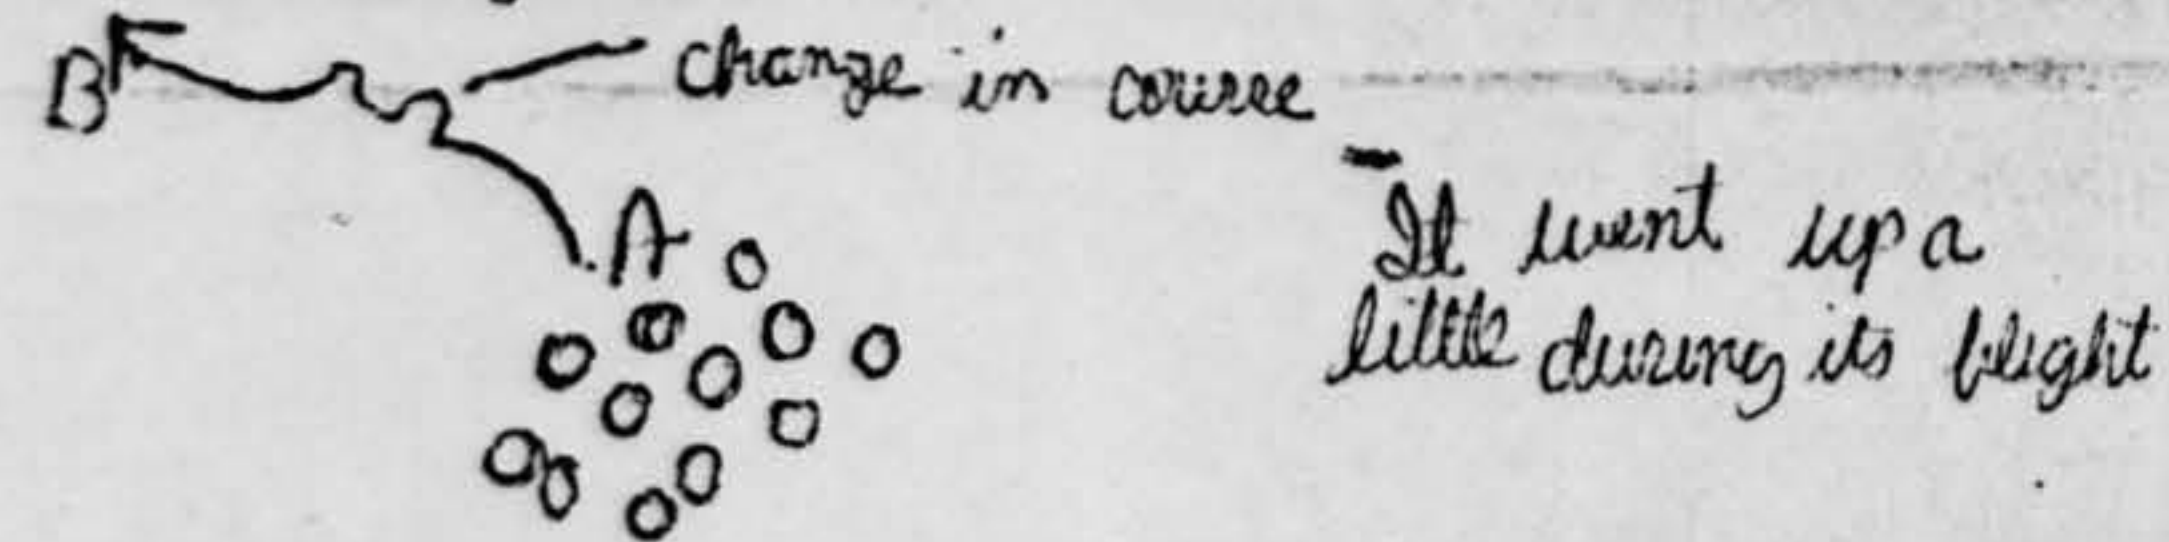 B
change in course
A
- It went up a
little during its flight